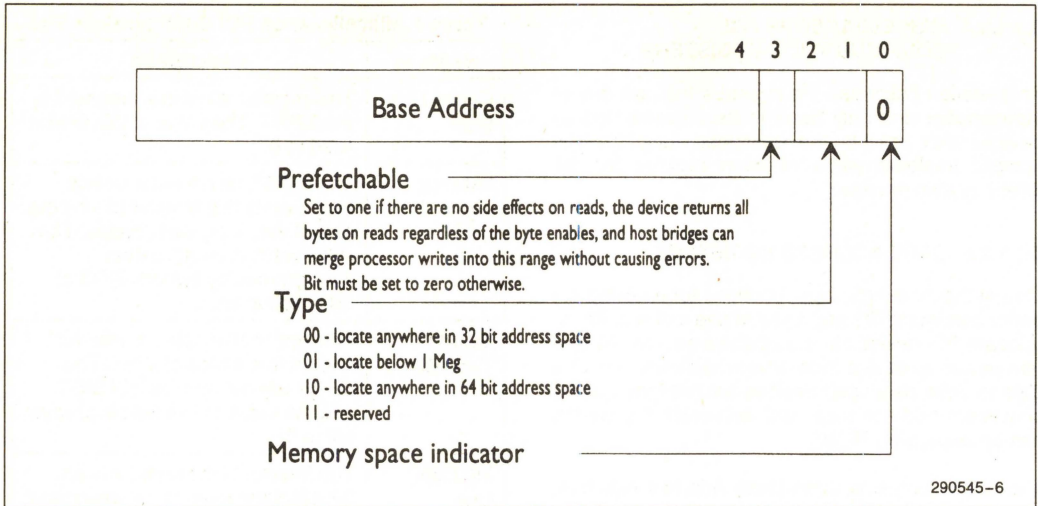 4 3 2 1 0
Base Address 0
Prefetchable
Set to one if there are no side effects on reads, the device returns all
bytes on reads regardless of the byte enables, and host bridges can
merge processor writes into this range without causing errors.
Bit must be set to zero otherwise.
Type
00 - locate anywhere in 32 bit address space
01 - locate below 1 Meg
10 - locate anywhere in 64 bit address space
11 - reserved
Memory space indicator
290545-6